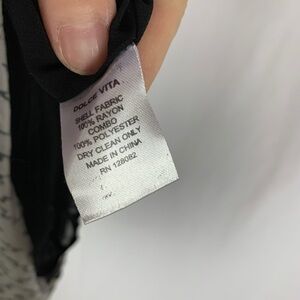 DOLCE VITA
SHELL FABRIC
100% RAYON
COMBO
100% POLYESTER
DRY CLEAN ONLY
MADE IN CHINA
RN 128082